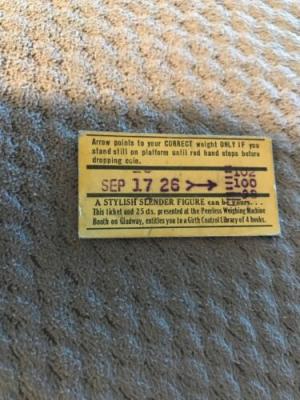 Arrow points to your CORRECT weight ONLY IF you
stand still on platform until red hand stops before
dropping coin.
102
SEP 17 26 100
A STYLISH SLENDER FIGURE can be yours...
This ticket and 25 cts. presented at the Peerless Weighing Machine
Booth on Gladway, entitles you to a Girth Control Library of 4 books.